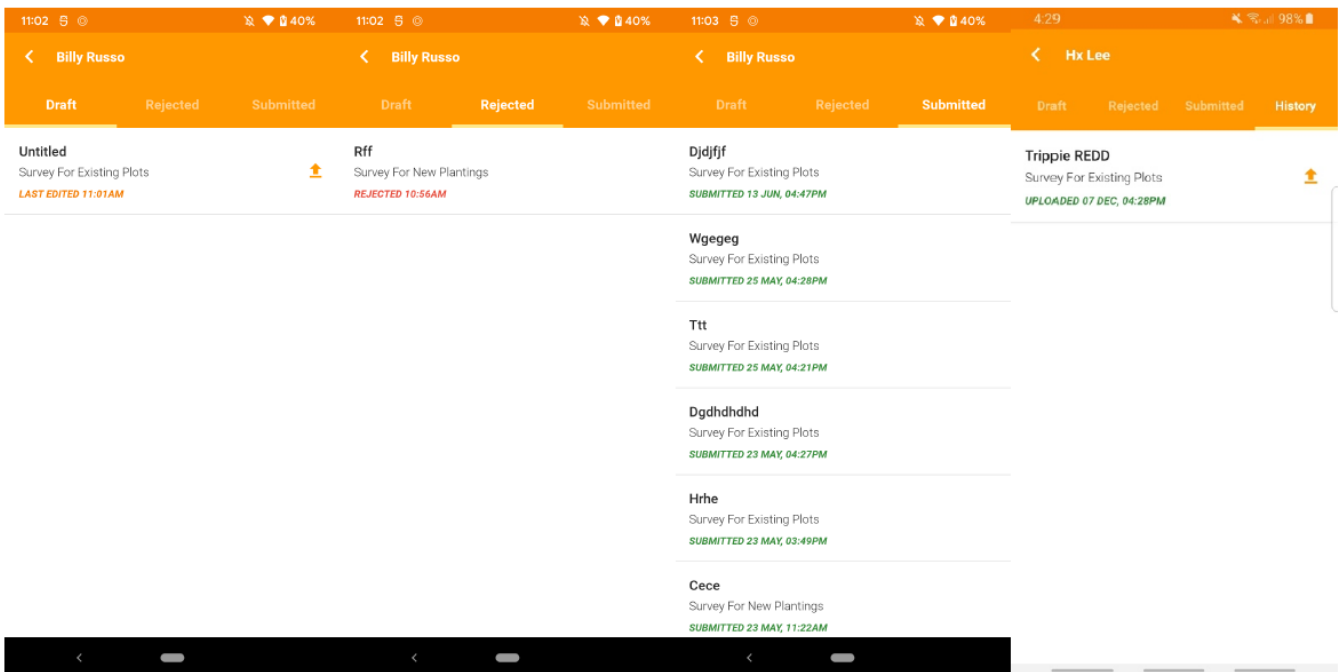 11:02 40%
Billy Russo
Draft Rejected Submitted
Untitled
Survey For Existing Plots
LAST EDITED 11:01AM
11:02 40%
Billy Russo
Draft Rejected Submitted
Rff
Survey For New Plantings
REJECTED 10:56AM
11:03 40%
Billy Russo
Draft Rejected Submitted
Djdjfjf
Survey For Existing Plots
SUBMITTED 13 JUN, 04:47PM
Wgegeg
Survey For Existing Plots
SUBMITTED 25 MAY, 04:28PM
Ttt
Survey For Existing Plots
SUBMITTED 25 MAY, 04:21PM
Dgdhdhdhd
Survey For Existing Plots
SUBMITTED 23 MAY, 04:27PM
Hrhe
Survey For Existing Plots
SUBMITTED 23 MAY, 03:49PM
Cece
Survey For New Plantings
SUBMITTED 23 MAY, 11:22AM
4:29 98%
Hx Lee
Draft Rejected Submitted History
Trippie REDD
Survey For Existing Plots
UPLOADED 07 DEC, 04:28PM